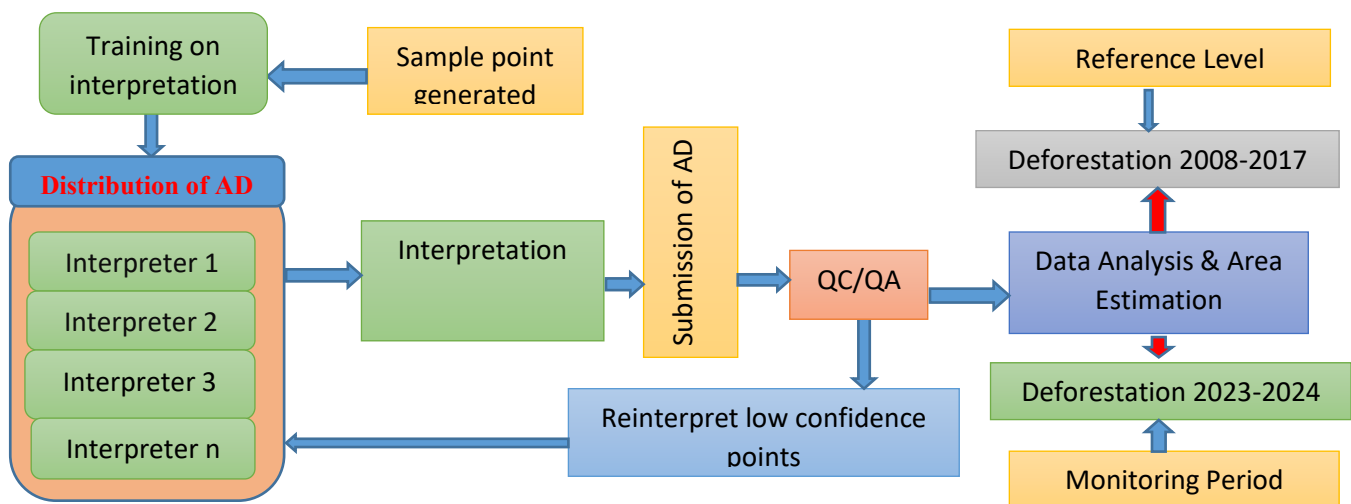 Training on
interpretation
Sample point
generated
Distribution of AD
Interpreter 1
Interpreter 2
Interpreter 3
Interpreter n
Interpretation
Submission of AD
QC/QA
Reinterpret low confidence
points
Reference Level
Deforestation 2008-2017
Data Analysis & Area
Estimation
Deforestation 2023-2024
Monitoring Period